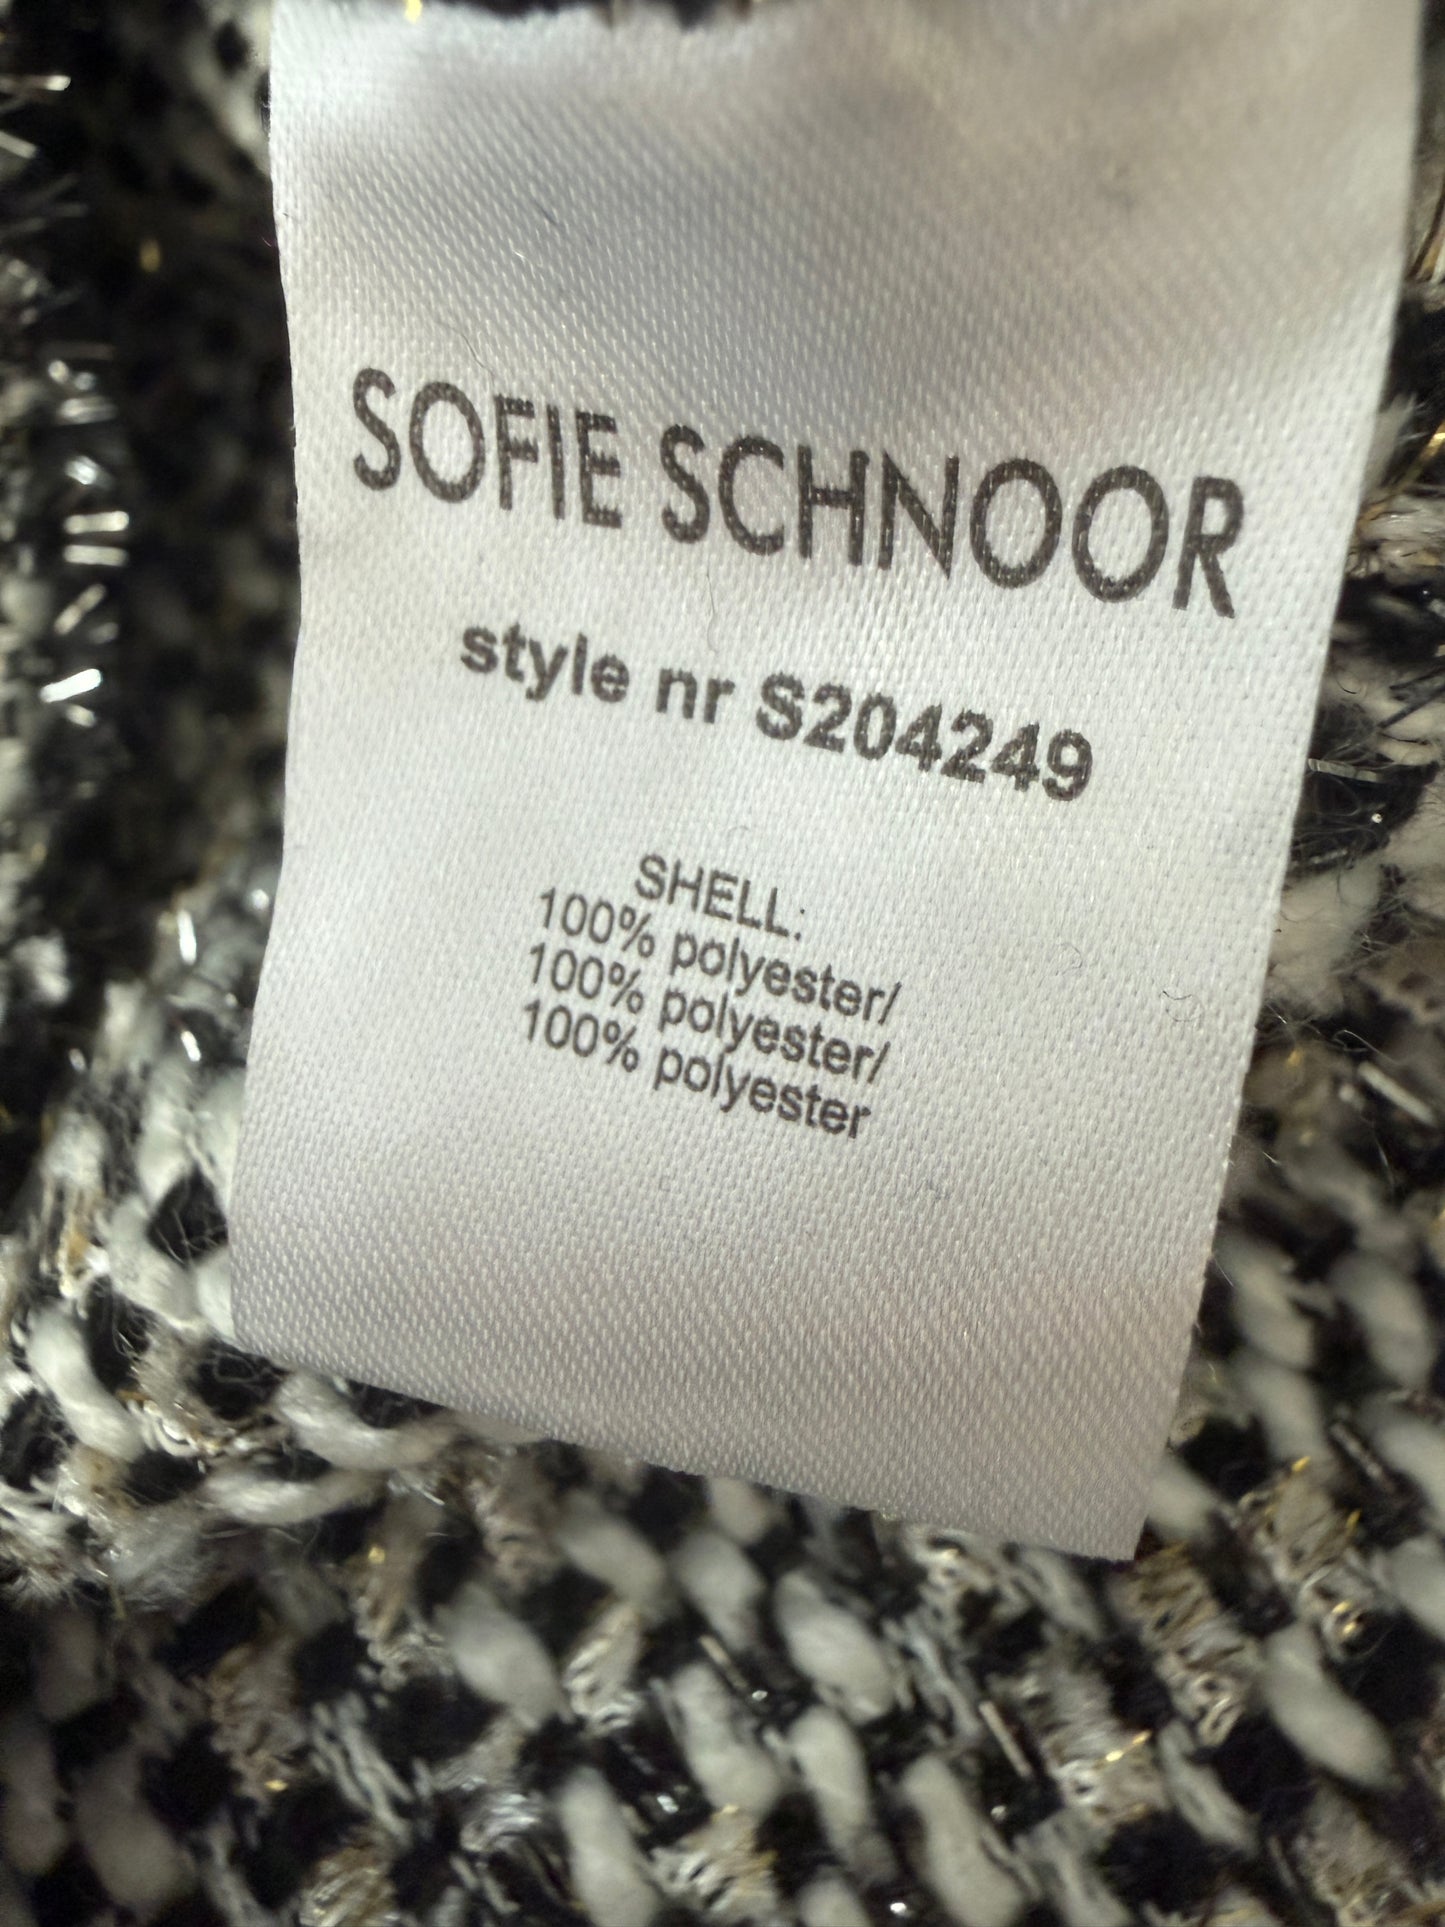 SOFIE SCHNOOR
style nr S204249
SHELL:
100% polyester/
100% polyester/
100% polyester